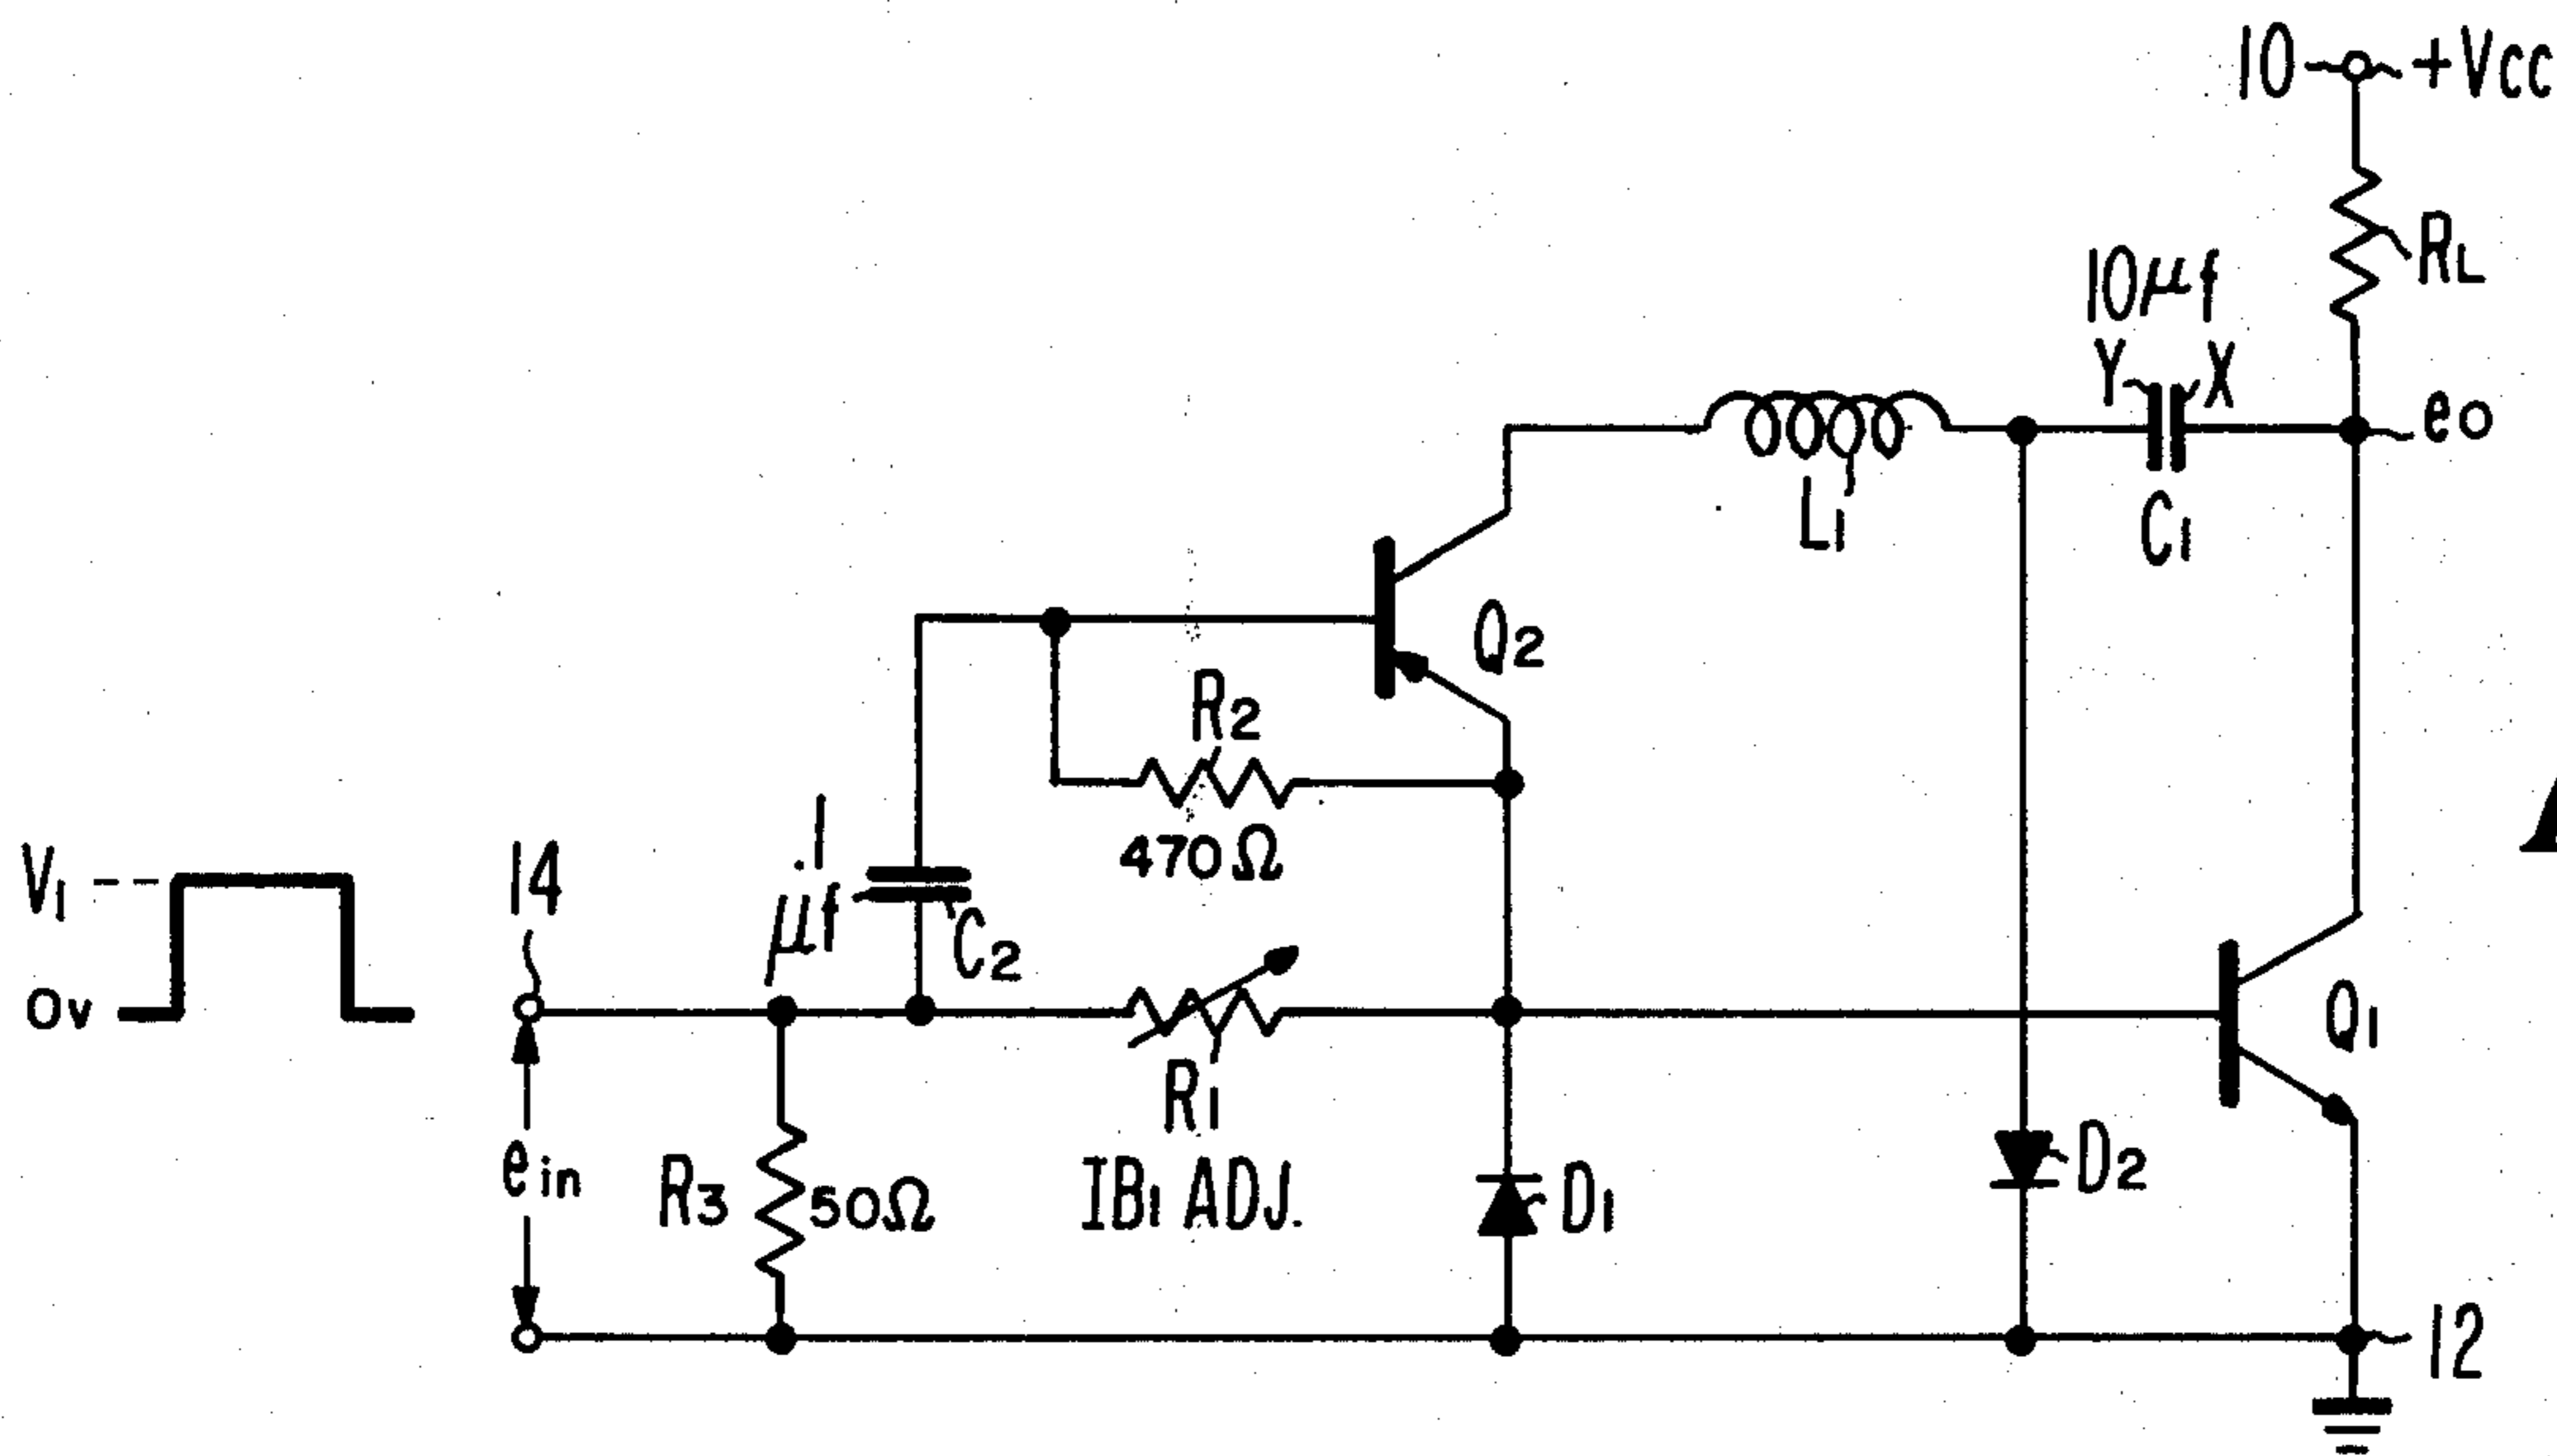 10 +Vcc
RL
10μf
Y X
eo
L1
C1
Q2
R2
470Ω
.1
μf
C2
V1
0v
14
ein
R3
50Ω
R1
IB1 ADJ.
D1
D2
Q1
12